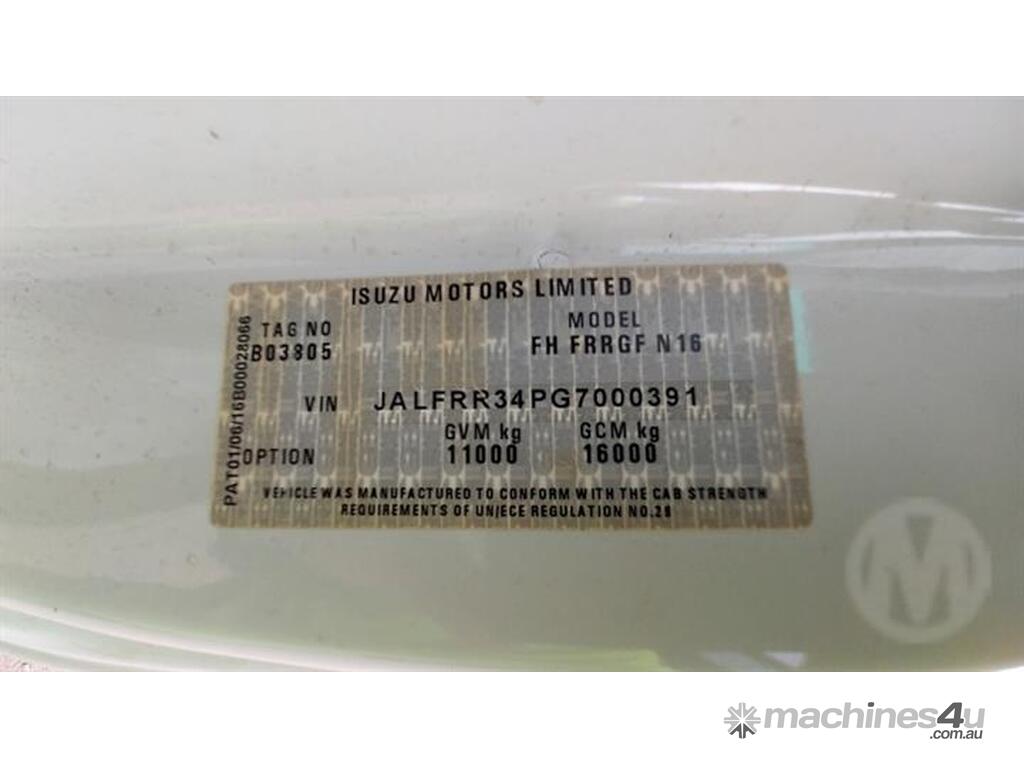 ISUZU MOTORS LIMITED
TAG NO
MODEL
B03805
FH FRRGF N16
VIN JALFRR34PG7000391
GVM kg GCM kg
OPTION 11000 16000
VEHICLE WAS MANUFACTURED TO CONFORM WITH THE CAB STRENGTH
REQUIREMENTS OF UN/ECE REGULATION NO.
PAT01/06/16B00028066
M
machines4u
.com.au